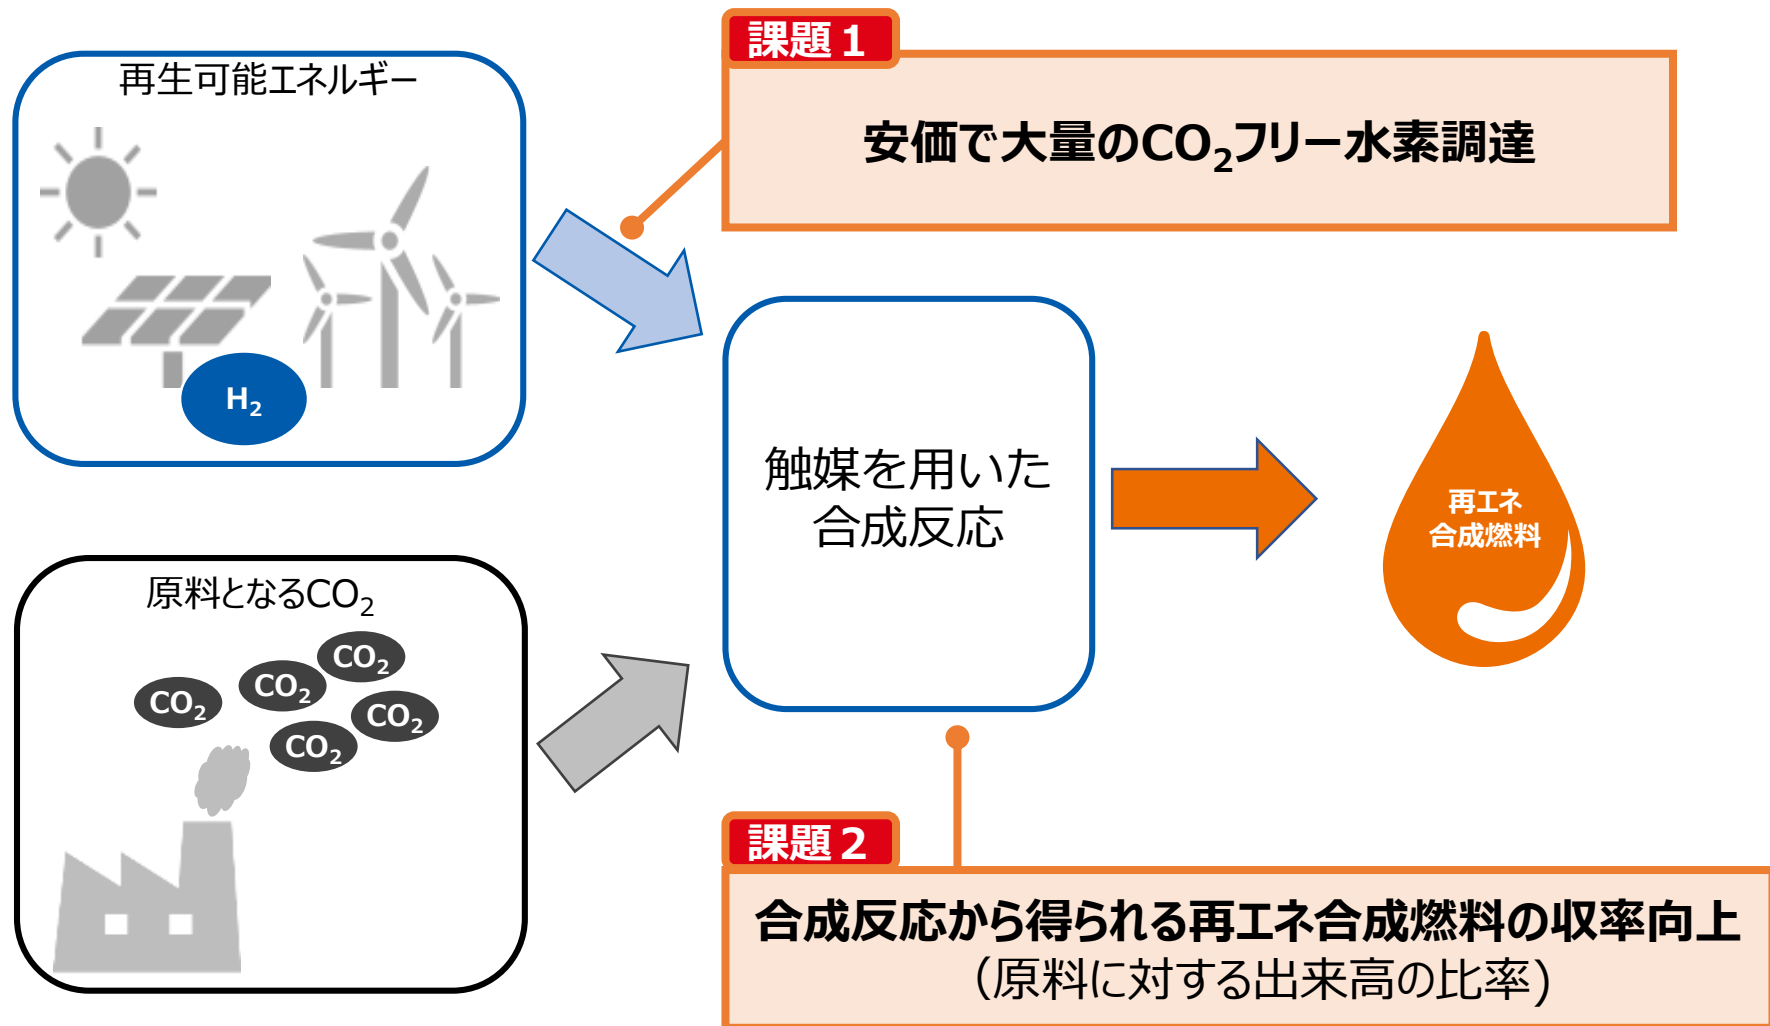 課題1
安価で大量のCO₂フリー水素調達
再生可能エネルギー
H₂
触媒を用いた
合成反応
再エネ
合成燃料
原料となるCO₂
CO₂
CO₂
CO₂
CO₂
CO₂
課題2
合成反応から得られる再エネ合成燃料の収率向上
（原料に対する出来高の比率)